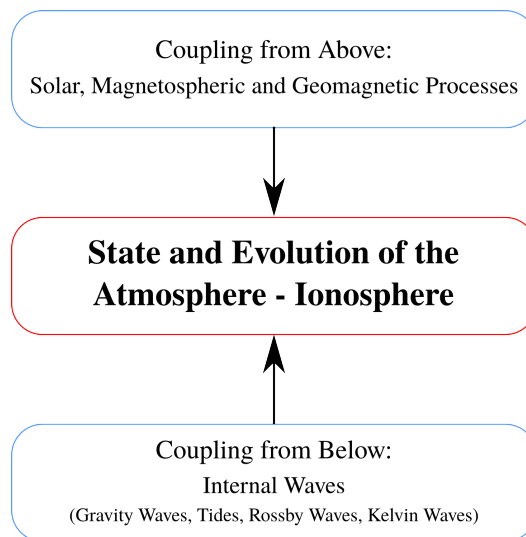 Coupling from Above:
Solar, Magnetospheric and Geomagnetic Processes
State and Evolution of the
Atmosphere - Ionosphere
Coupling from Below:
Internal Waves
(Gravity Waves, Tides, Rossby Waves, Kelvin Waves)